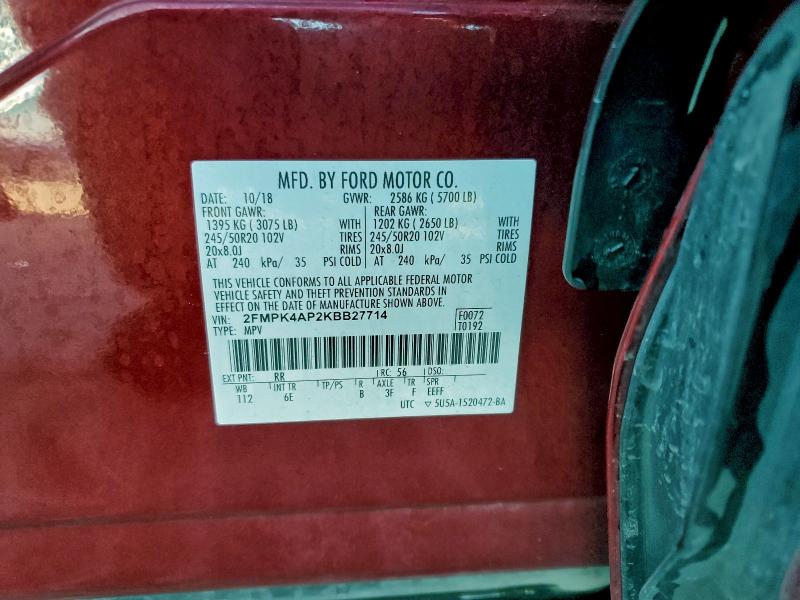 MFD. BY FORD MOTOR CO.
DATE: 10/18 GVWR: 2586 KG ( 5700 LB)
FRONT GAWR: REAR GAWR:
1395 KG ( 3075 LB) WITH 1202 KG ( 2650 LB) WITH
245/50R20 102V TIRES 245/50R20 102V TIRES
20x8.0J RIMS 20x8.0J RIMS
AT 240 kPa/ 35 PSI COLD AT 240 kPa/ 35 PSI COLD
THIS VEHICLE CONFORMS TO ALL APPLICABLE FEDERAL MOTOR
VEHICLE SAFETY AND THEFT PREVENTION STANDARDS IN
EFFECT ON THE DATE OF MANUFACTURE SHOWN ABOVE.
VIN: 2FMPK4AP2KBB27714 F0072
TYPE: MPV T0192
EXT PNT: RR RC: 56 DSO:
WB INT TR TP/PS R AXLE TR SPR
112 6E B 3F F EEFF
UTC ▽ 5U5A-1520472-BA